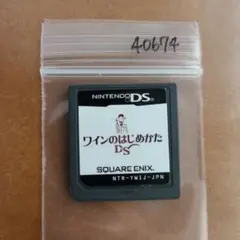 40674
NINTENDO DS
ワインのはじめかた
DS
SQUARE ENIX.
NTR-YWIJ-JPN